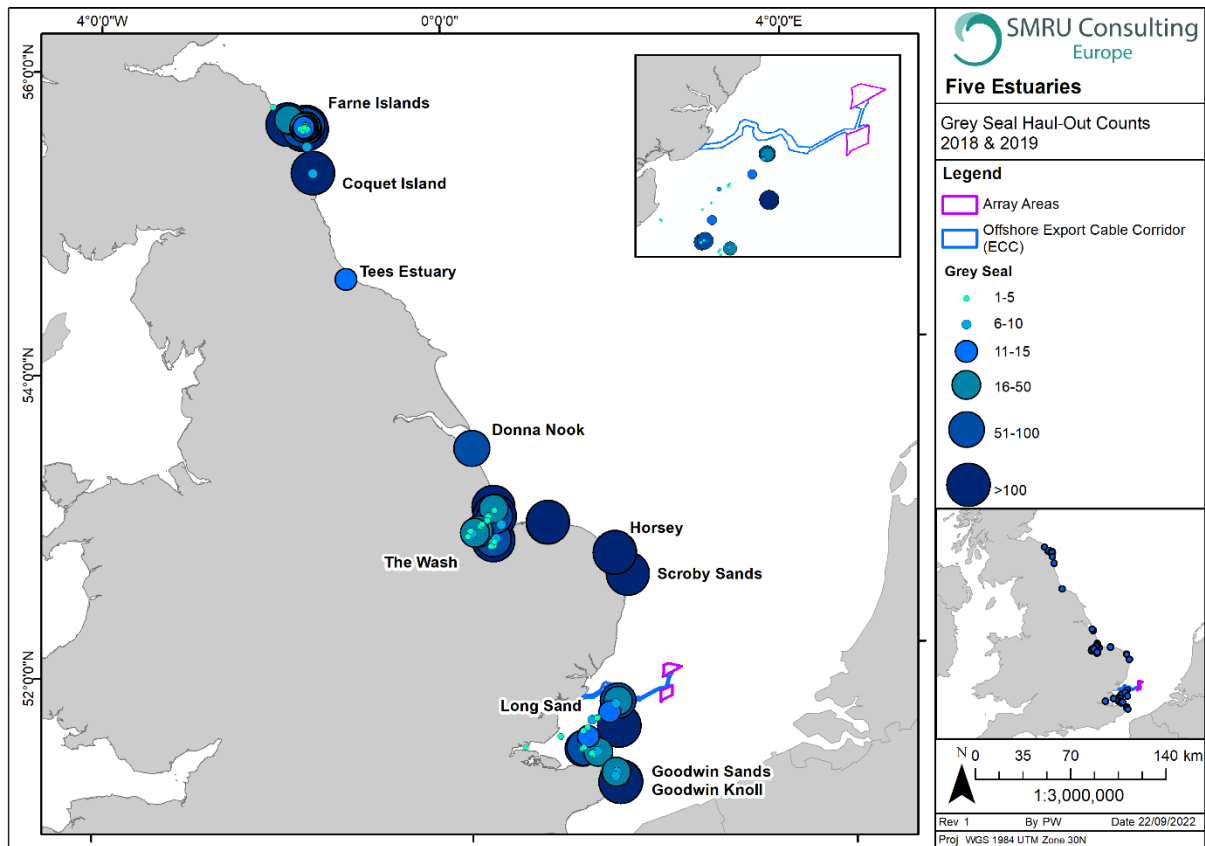 4°0'0"W
0°0'0"
4°0'0"E
56°0'0"N
54°0'0"N
52°0'0"N
Farne Islands
Coquet Island
Tees Estuary
Donna Nook
The Wash
Horsey
Scroby Sands
Long Sand
Goodwin Sands
Goodwin Knoll
SMRU Consulting
Europe
Five Estuaries
Grey Seal Haul-Out Counts
2018 & 2019
Legend
Array Areas
Offshore Export Cable Corridor
(ECC)
Grey Seal
1-5
6-10
11-15
16-50
51-100
>100
N
0 35 70 140 km
1:3,000,000
Rev 1 By PW Date 22/09/2022
Proj WGS 1984 UTM Zone 30N